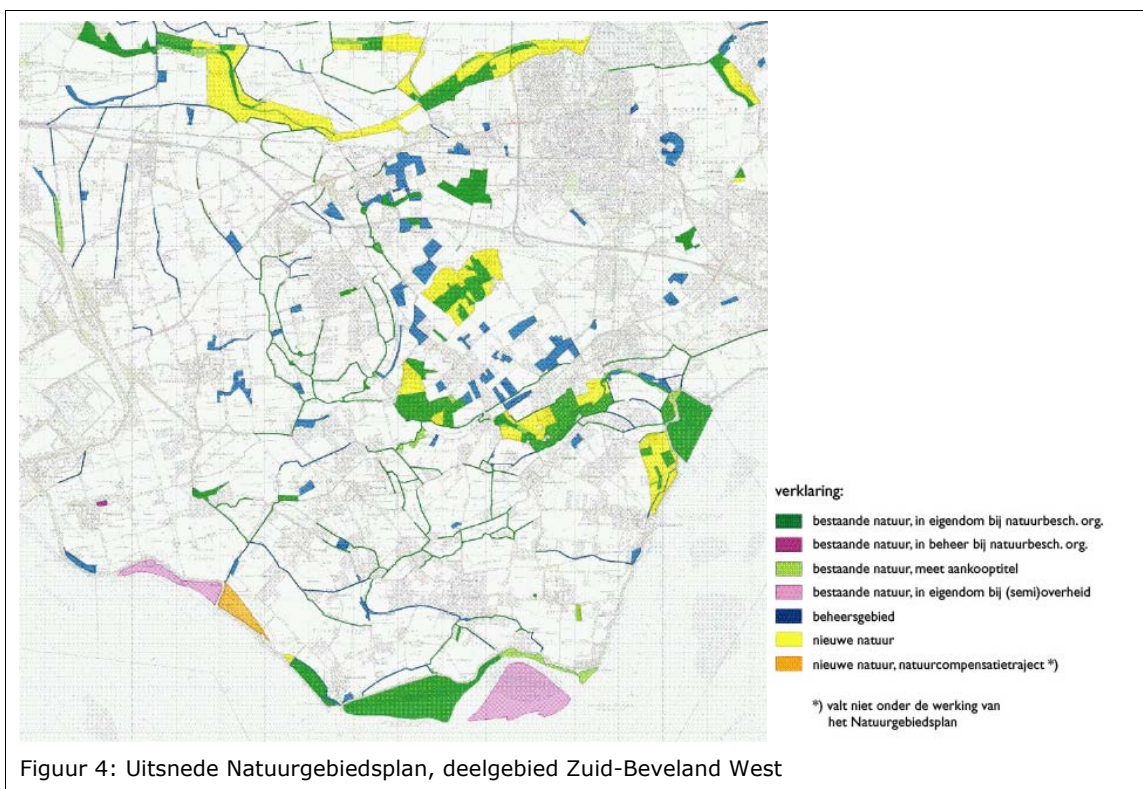 verklaring:
bestaande natuur, in eigendom bij natuurbesch. org.
bestaande natuur, in beheer bij natuurbesch. org.
bestaande natuur, meet aankooptitel
bestaande natuur, in eigendom bij (semi)overheid
beheersgebied
nieuwe natuur
nieuwe natuur, natuurcompensatietraject *)
*) valt niet onder de werking van
het Natuurgebiedsplan
Figuur 4: Uitsnede Natuurgebiedsplan, deelgebied Zuid-Beveland West